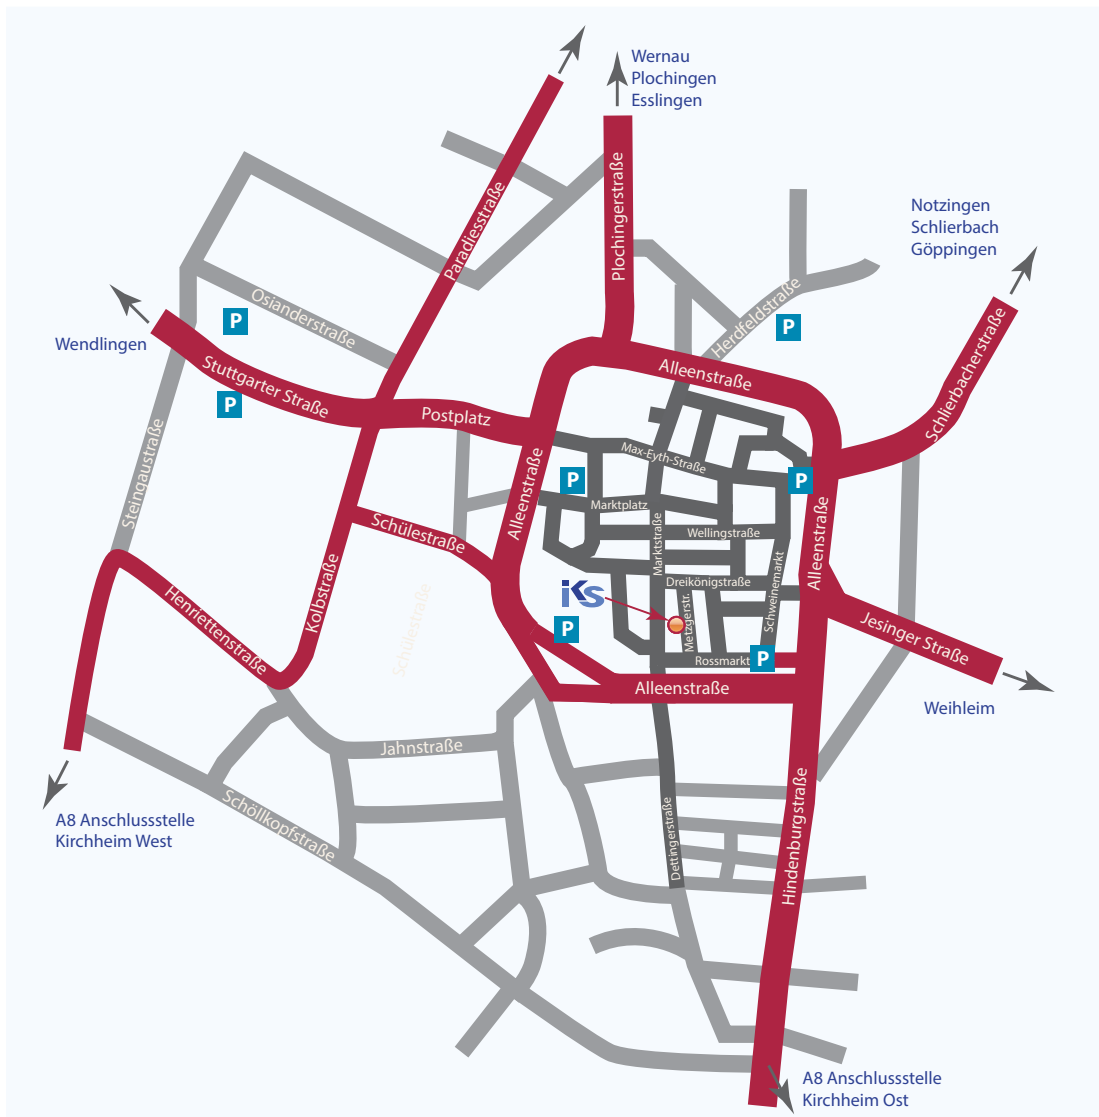 Wernau
Plochingen
Esslingen
Notzingen
Schlierbach
Göppingen
Paradiesstraße
Plochingerstraße
Osianderstraße
P
Herdfeldstraße
P
Wendlingen
Stuttgarter Straße
P
Postplatz
Alleenstraße
Schlierbacherstraße
Steingaustraße
Alleenstraße
Max-Eyth-Straße
P
P
Marktplatz
Schülestraße
Marktstraße
Wellingstraße
Alleenstraße
Henriettenstraße
Kolbstraße
Schülestraße
iKs
Dreikönigstraße
Metzgerstr.
Schweinemarkt
P
Jesinger Straße
Rossmarkt
P
Alleenstraße
Weihleim
Jahnstraße
A8 Anschlussstelle
Kirchheim West
Schöllkopfstraße
Dettingerstraße
Hindenburgstraße
A8 Anschlussstelle
Kirchheim Ost